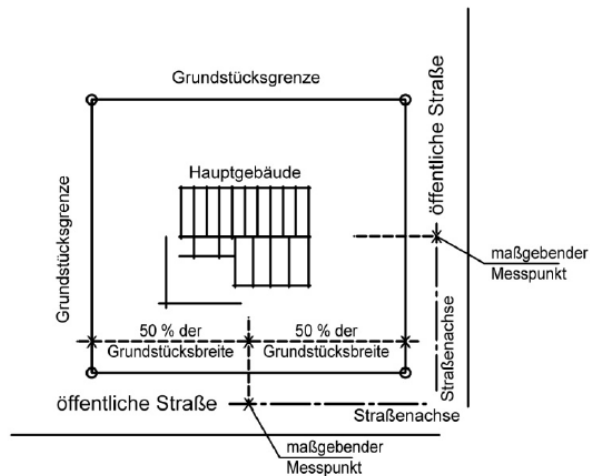 Grundstücksgrenze
öffentliche Straße
Hauptgebäude
Grundstücksgrenze
maßgebender
Messpunkt
50 % der
Grundstücksbreite
50 % der
Grundstücksbreite
Straßenachse
öffentliche Straße
Straßenachse
maßgebender
Messpunkt